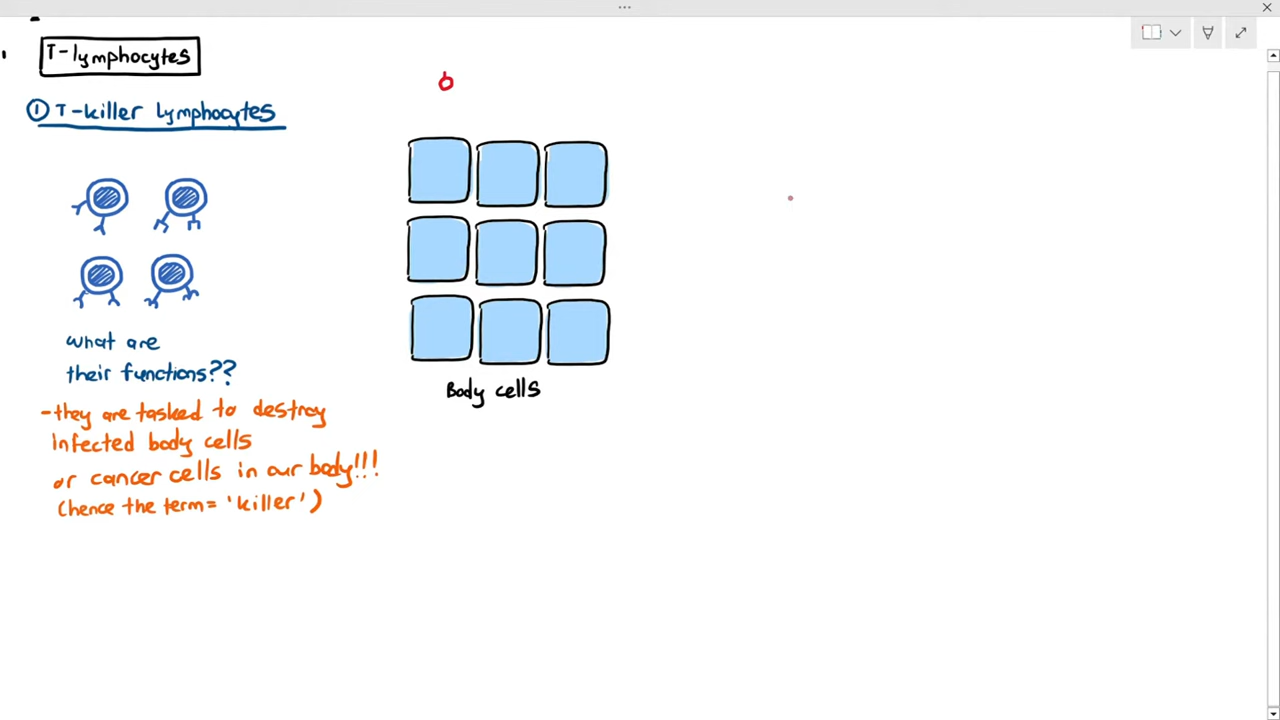 T-lymphocytes
① T-killer lymphocytes
what are
their functions??
-they are tasked to destroy
infected body cells
or cancer cells in our body!!!
(hence the term= 'killer')
Body cells